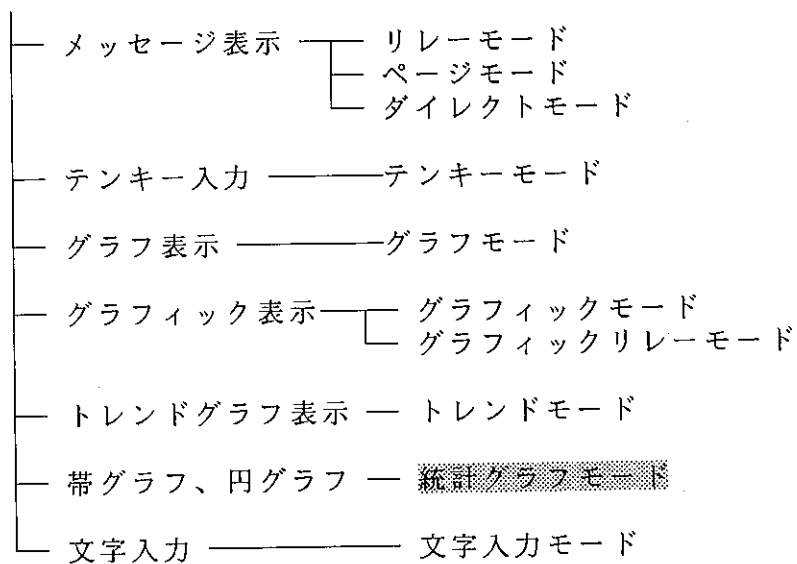 メッセージ表示 リレーモード
ページモード
ダイレクトモード
テンキー入力 テンキーモード
グラフ表示 グラフモード
グラフィック表示 グラフィックモード
グラフィックリレーモード
トレンドグラフ表示 トレンドモード
帯グラフ、円グラフ 統計グラフモード
文字入力 文字入力モード